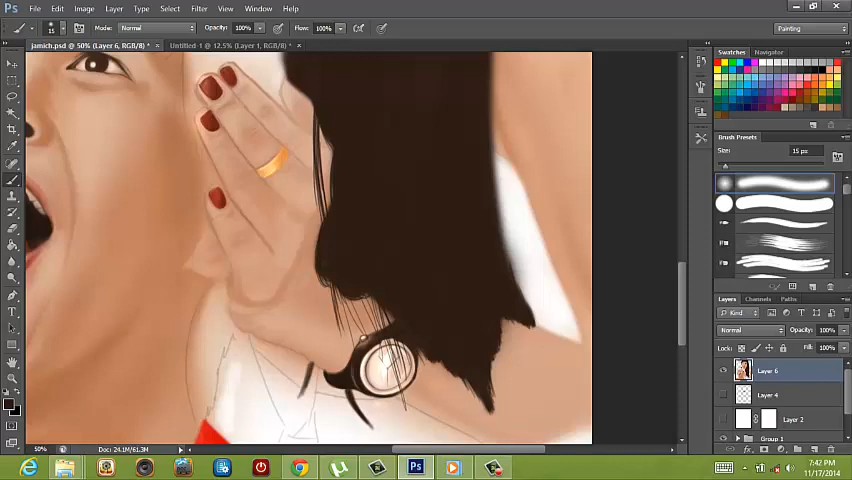 Ps File Edit Image Layer Type Select Filter View Window Help
15 Mode: Normal Opacity: 100% Flow: 100% Painting
jamich.psd @ 50% (Layer 6, RGB/8) * × Untitled-1 @ 12.5% (Layer 1, RGB/8) * ×
Swatches Navigator
Brush Presets
Size: 15 px
Layers Channels Paths
Kind
Normal Opacity: 100%
Lock: Fill: 100%
Layer 6
Layer 4
Layer 2
Group 1
50% Doc: 24.1M/61.3M
Ps
7:42 PM
11/17/2014